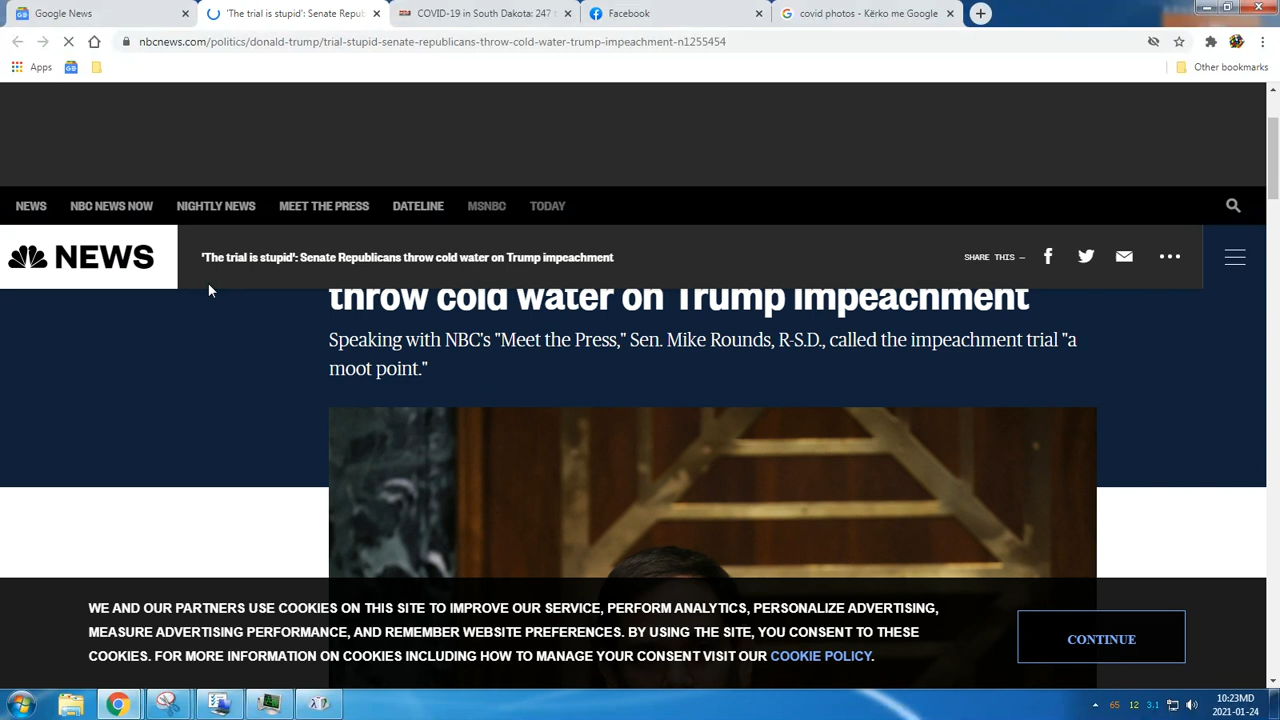 Google News
'The trial is stupid': Senate Repub
COVID-19 in South Dakota: 247 t
Facebook
covid photos - Kërko me Google
nbcnews.com/politics/donald-trump/trial-stupid-senate-republicans-throw-cold-water-trump-impeachment-n1255454
Apps
Other bookmarks
NEWS
NBC NEWS NOW
NIGHTLY NEWS
MEET THE PRESS
DATELINE
MSNBC
TODAY
NEWS
'The trial is stupid': Senate Republicans throw cold water on Trump impeachment
SHARE THIS —
throw cold water on Trump impeachment
Speaking with NBC's "Meet the Press," Sen. Mike Rounds, R-S.D., called the impeachment trial "a
moot point."
WE AND OUR PARTNERS USE COOKIES ON THIS SITE TO IMPROVE OUR SERVICE, PERFORM ANALYTICS, PERSONALIZE ADVERTISING,
MEASURE ADVERTISING PERFORMANCE, AND REMEMBER WEBSITE PREFERENCES. BY USING THE SITE, YOU CONSENT TO THESE
COOKIES. FOR MORE INFORMATION ON COOKIES INCLUDING HOW TO MANAGE YOUR CONSENT VISIT OUR COOKIE POLICY.
CONTINUE
65 12 3.1
10:23MD
2021-01-24